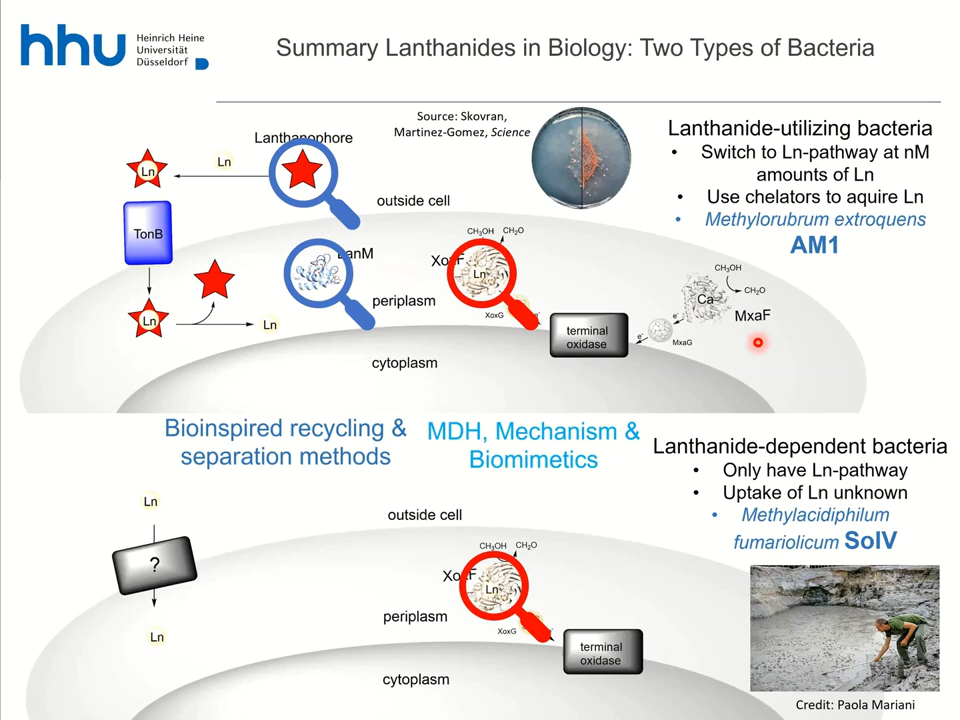 hhu
Heinrich Heine
Universität
Düsseldorf
Summary Lanthanides in Biology: Two Types of Bacteria
Source: Skovran,
Martinez-Gomez, Science
Lanthanophore
Ln
Ln
outside cell
TonB
LanM
XoxF
CH3OH
CH2O
Ln
periplasm
XoxG
e-
Ln
Ln
terminal
oxidase
cytoplasm
CH3OH
CH2O
Ca
MxaF
e-
e-
MxaG
Lanthanide-utilizing bacteria
• Switch to Ln-pathway at nM
amounts of Ln
• Use chelators to aquire Ln
• Methylorubrum extroquens
AM1
Bioinspired recycling &
separation methods
MDH, Mechanism &
Biomimetics
Lanthanide-dependent bacteria
• Only have Ln-pathway
• Uptake of Ln unknown
• Methylacidiphilum
fumariolicum SolV
Ln
?
Ln
outside cell
CH3OH
CH2O
XoxF
Ln
periplasm
XoxG
terminal
oxidase
cytoplasm
Credit: Paola Mariani